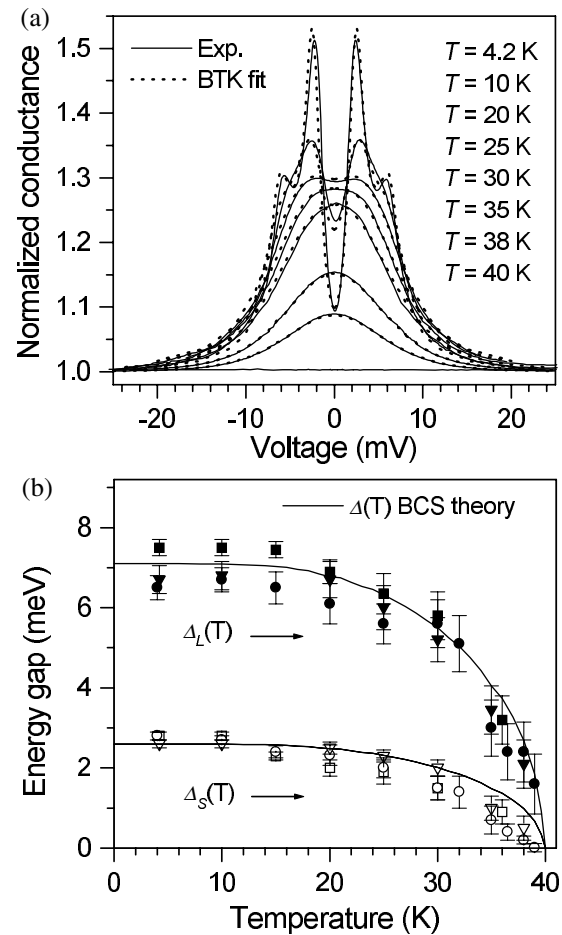 (a)
1.5
1.4
1.3
1.2
1.1
1.0
Normalized conductance
Exp.
BTK fit
T = 4.2 K
T = 10 K
T = 20 K
T = 25 K
T = 30 K
T = 35 K
T = 38 K
T = 40 K
-20 -10 0 10 20
Voltage (mV)
(b)
8
6
4
2
0
Energy gap (meV)
Δ(T) BCS theory
Δ_L(T)
Δ_S(T)
0 10 20 30 40
Temperature (K)